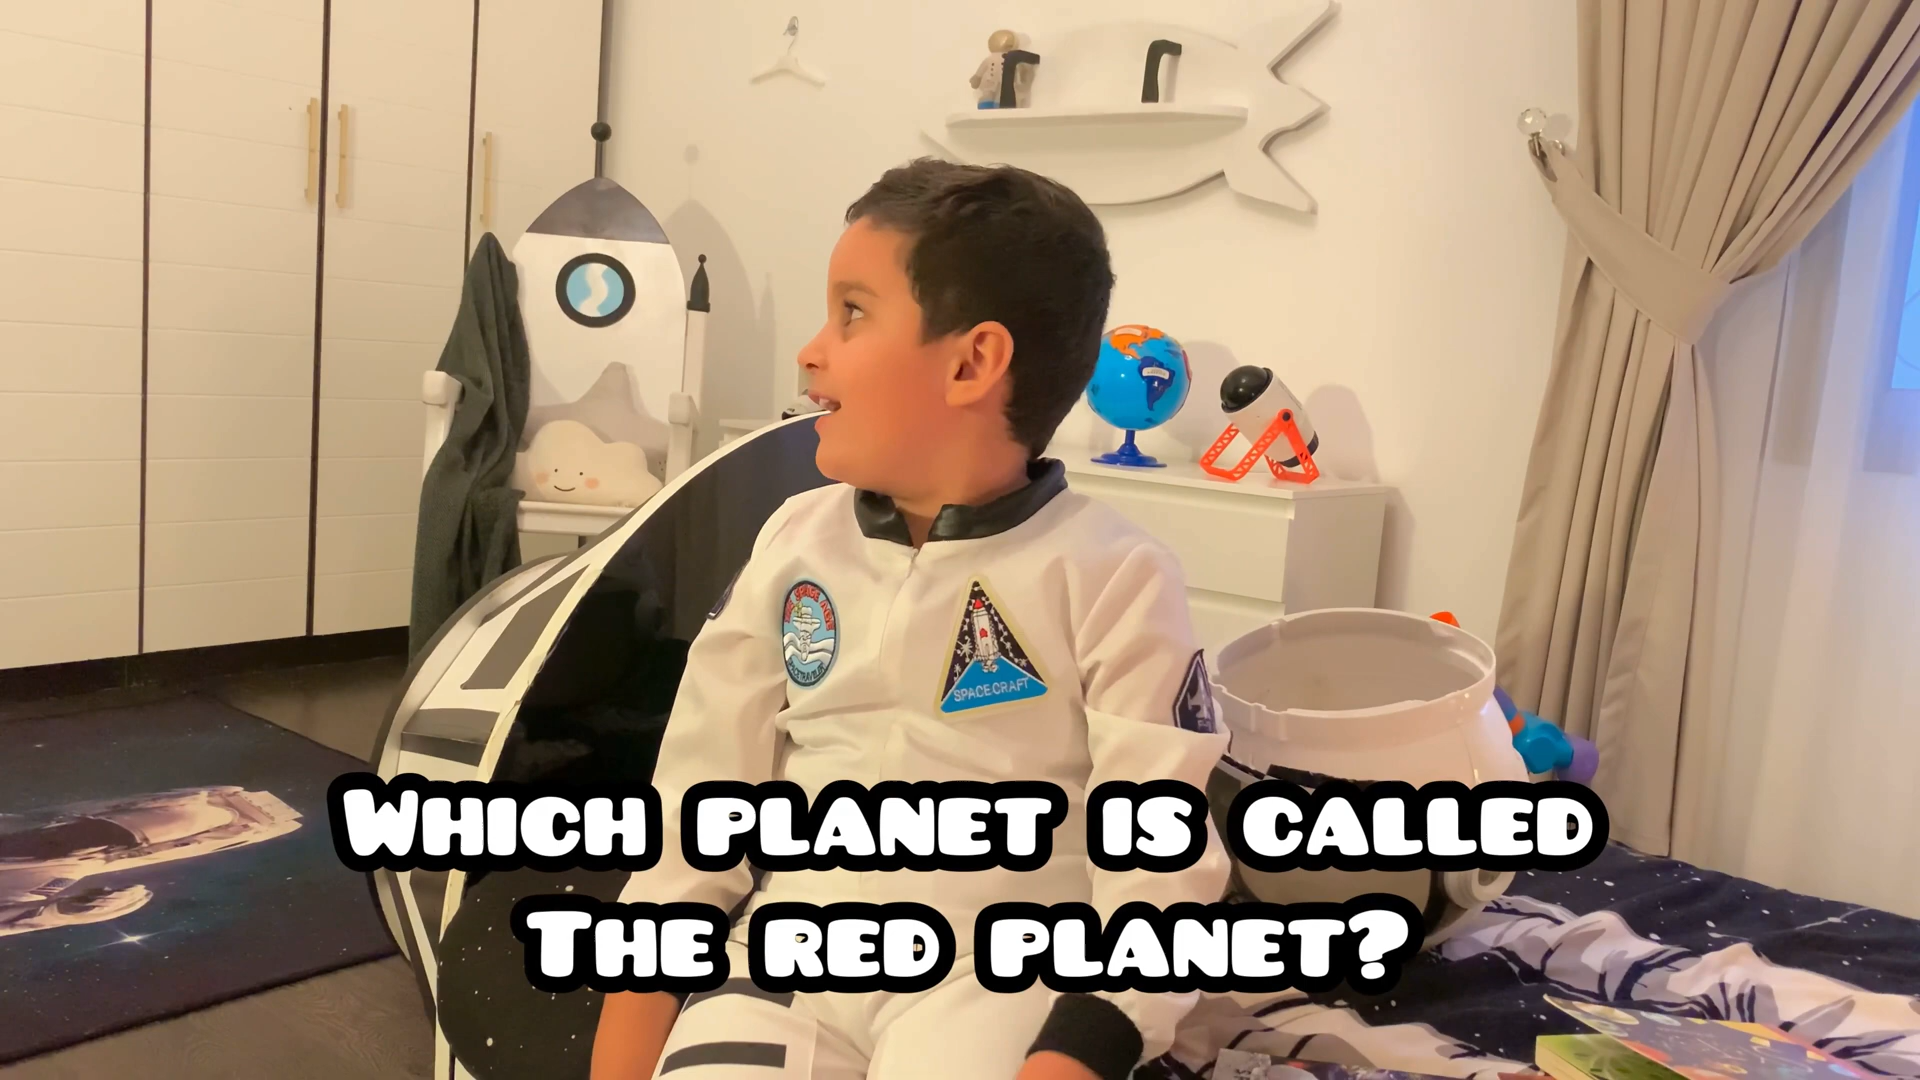 SPACECRAFT
WHICH PLANET IS CALLED
THE RED PLANET?